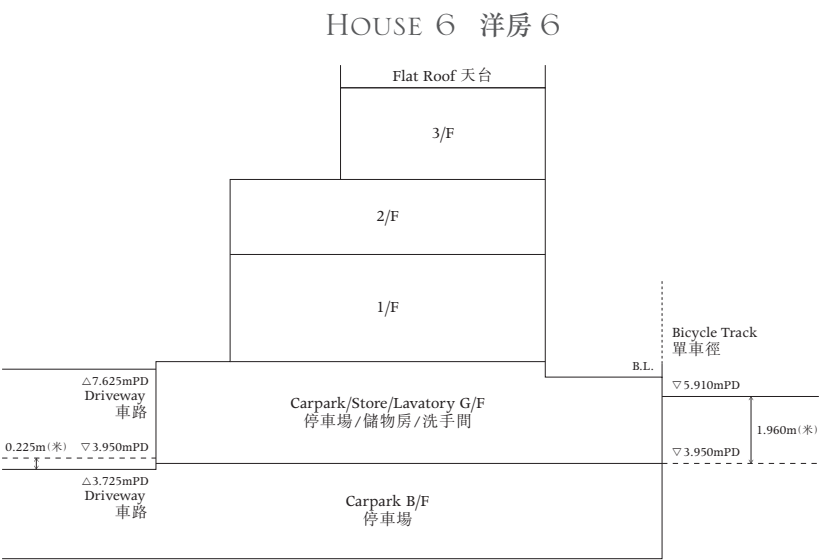 HOUSE 6 洋房 6
Flat Roof 天台
3/F
2/F
1/F
Bicycle Track
單車徑
B.L.
△7.625mPD
Driveway
車路
▽5.910mPD
Carpark/Store/Lavatory G/F
停車場/儲物房/洗手間
1.960m(米)
0.225m(米) ▽3.950mPD
▽3.950mPD
△3.725mPD
Driveway
車路
Carpark B/F
停車場